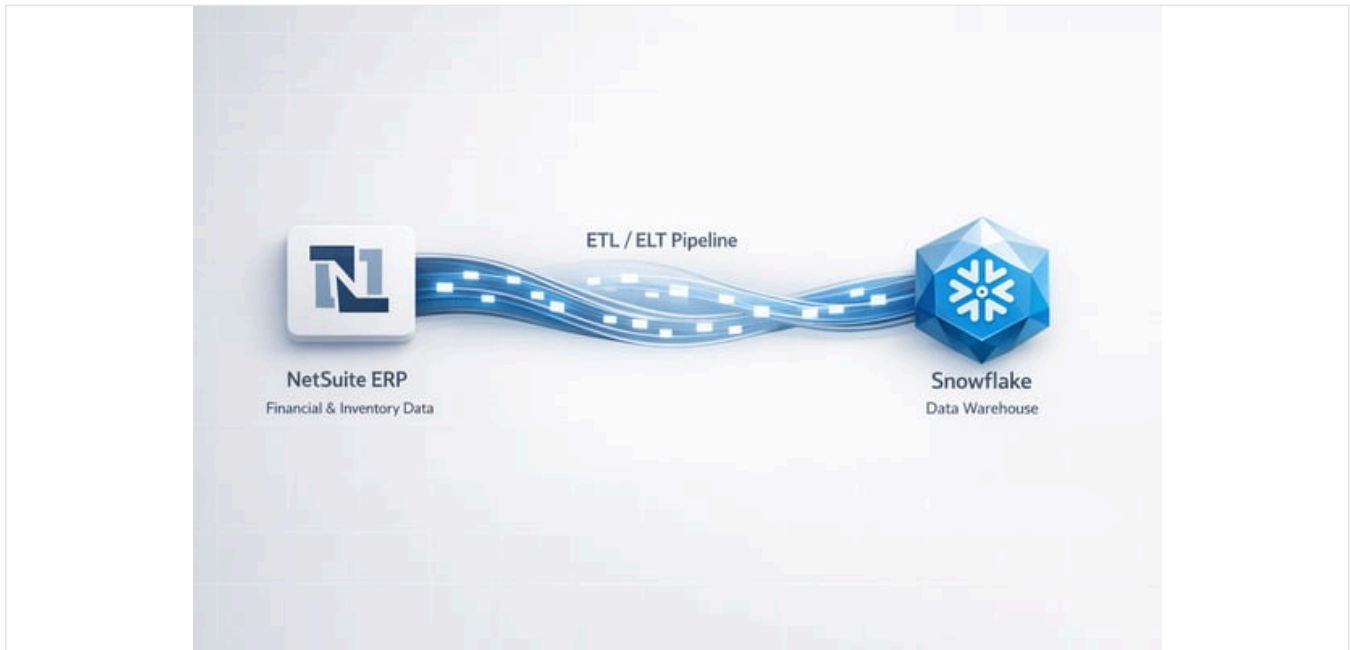 ETL / ELT Pipeline
NetSuite ERP
Financial & Inventory Data
Snowflake
Data Warehouse